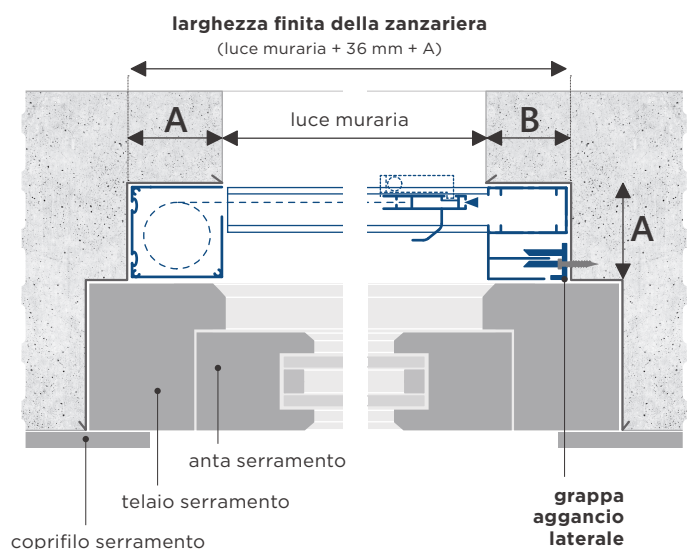 larghezza finita della zanzariera
(luce muraria + 36 mm + A)
A
luce muraria
B
A
anta serramento
telaio serramento
coprifilo serramento
grappa
aggancio
laterale